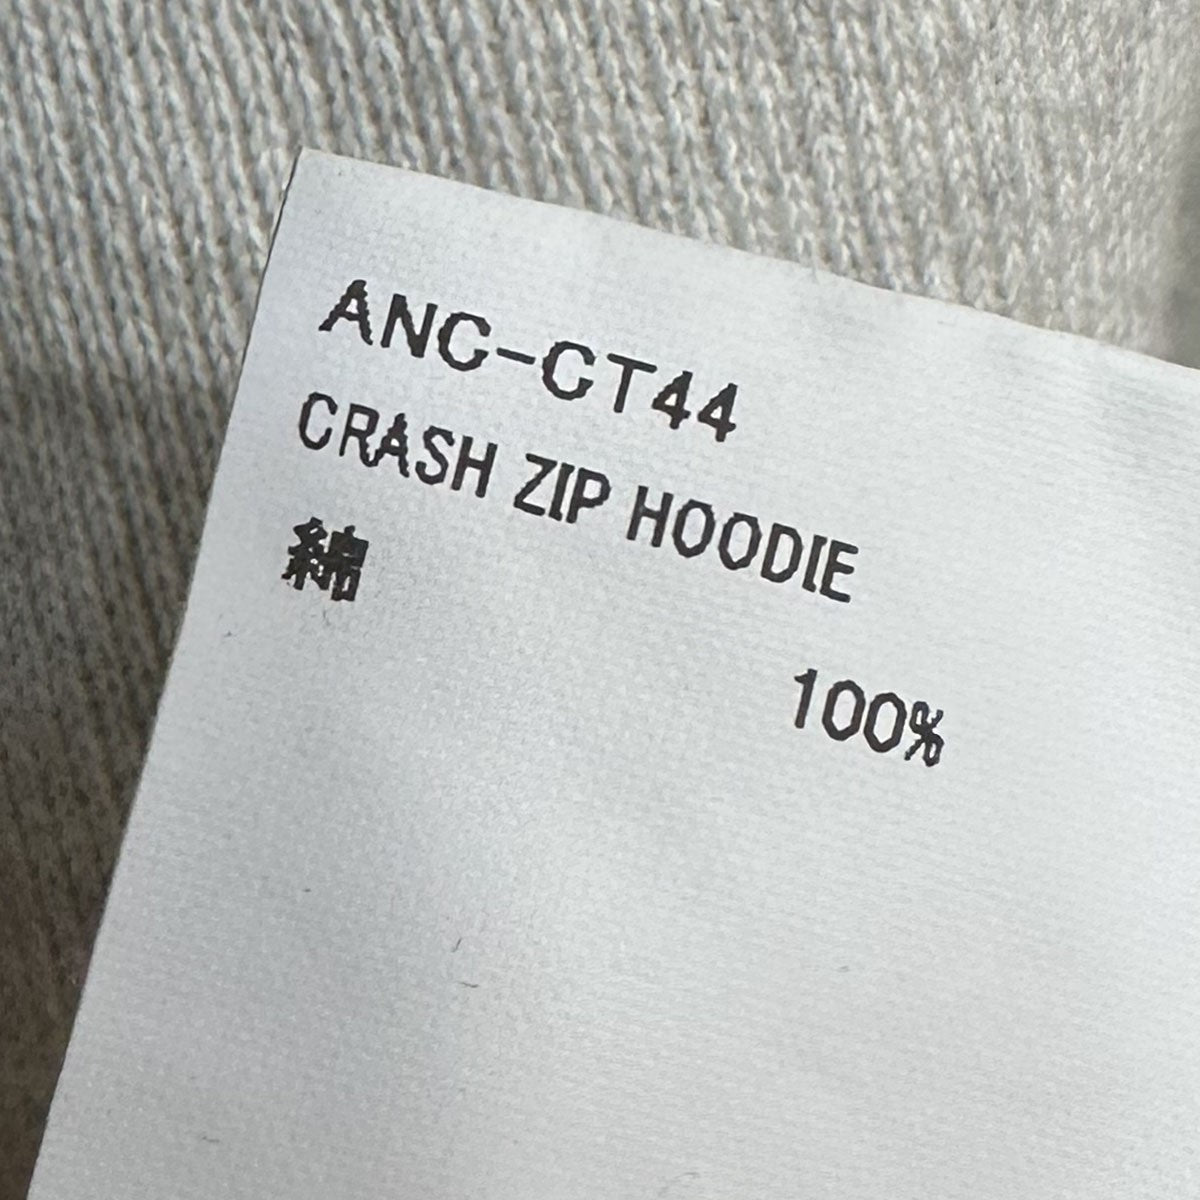 ANC-CT44
CRASH ZIP HOODIE
綿
100%